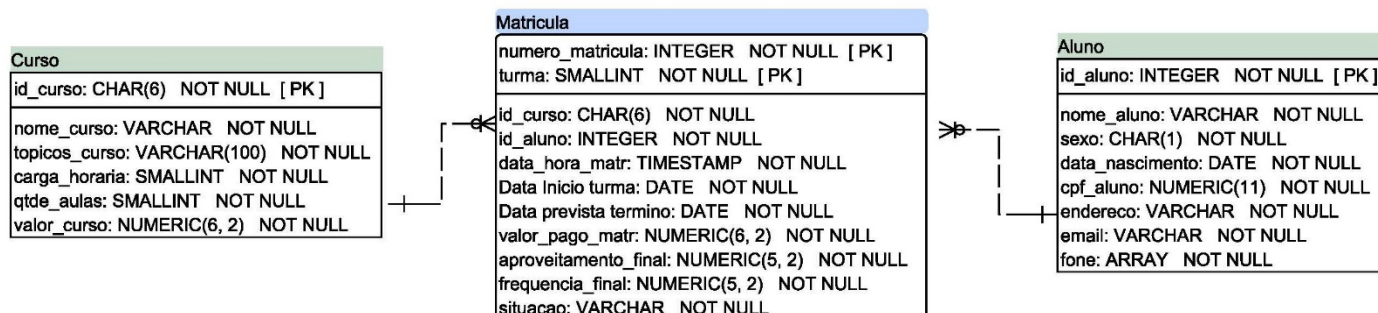 Curso
id_curso: CHAR(6) NOT NULL [ PK ]
nome_curso: VARCHAR NOT NULL
topicos_curso: VARCHAR(100) NOT NULL
carga_horaria: SMALLINT NOT NULL
qtde_aulas: SMALLINT NOT NULL
valor_curso: NUMERIC(6, 2) NOT NULL
Matricula
numero_matricula: INTEGER NOT NULL [ PK ]
turma: SMALLINT NOT NULL [ PK ]
id_curso: CHAR(6) NOT NULL
id_aluno: INTEGER NOT NULL
data_hora_matr: TIMESTAMP NOT NULL
Data Inicio turma: DATE NOT NULL
Data prevista termino: DATE NOT NULL
valor_pago_matr: NUMERIC(6, 2) NOT NULL
aproveitamento_final: NUMERIC(5, 2) NOT NULL
frequencia_final: NUMERIC(5, 2) NOT NULL
situacao: VARCHAR NOT NULL
Aluno
id_aluno: INTEGER NOT NULL [ PK ]
nome_aluno: VARCHAR NOT NULL
sexo: CHAR(1) NOT NULL
data_nascimento: DATE NOT NULL
cpf_aluno: NUMERIC(11) NOT NULL
endereco: VARCHAR NOT NULL
email: VARCHAR NOT NULL
fone: ARRAY NOT NULL